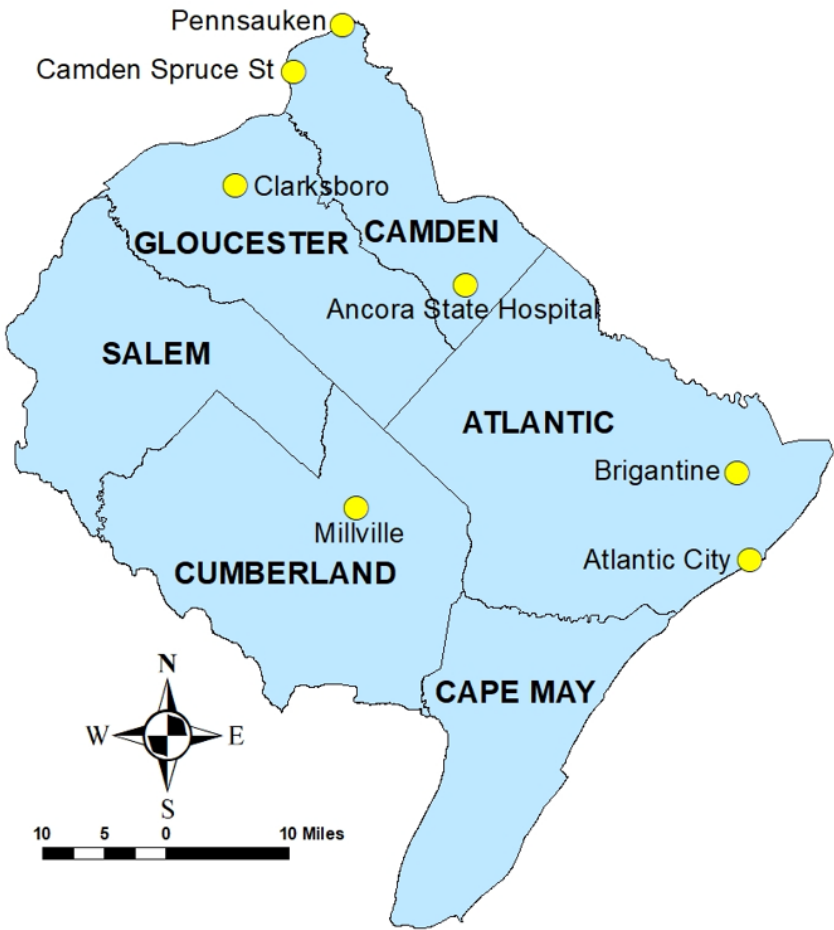 Pennsauken
Camden Spruce St
Clarksboro
CAMDEN
GLOUCESTER
Ancora State Hospital
SALEM
ATLANTIC
Brigantine
Millville
Atlantic City
CUMBERLAND
N
CAPE MAY
W E
S
10 5 0 10 Miles